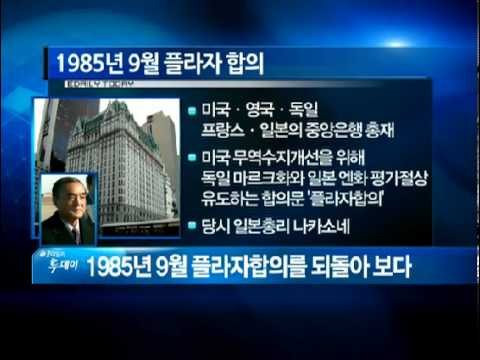 1985년 9월 플라자 합의
EDAILY TODAY
미국 · 영국 · 독일
프랑스 · 일본의 중앙은행 총재
미국 무역수지개선을 위해
독일 마르크화와 일본 엔화 평가절상
유도하는 합의문 '플라자합의'
당시 일본총리 나카소네
투데이
1985년 9월 플라자합의를 되돌아 보다